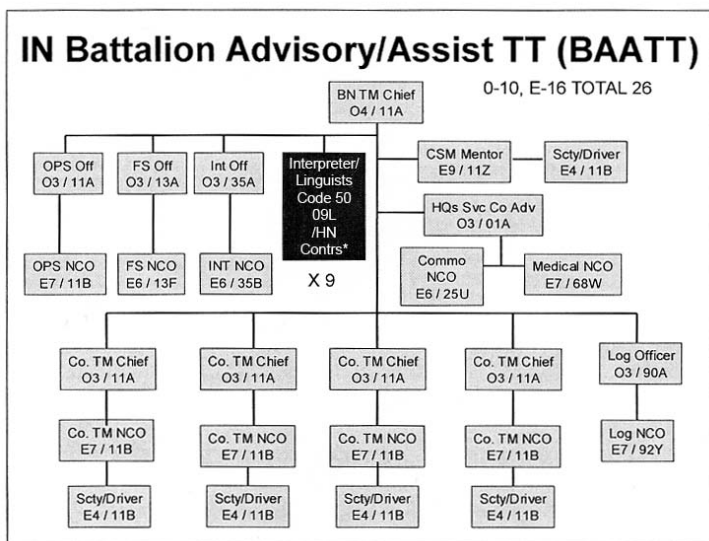 IN Battalion Advisory/Assist TT (BAATT)
0-10, E-16 TOTAL 26
BN TM Chief
O4 / 11A
OPS Off
O3 / 11A
FS Off
O3 / 13A
Int Off
O3 / 35A
Interpreter/
Linguists
Code 50
09L
/HN
Contrs*
X 9
CSM Mentor
E9 / 11Z
Scty/Driver
E4 / 11B
HQs Svc Co Adv
O3 / 01A
OPS NCO
E7 / 11B
FS NCO
E6 / 13F
INT NCO
E6 / 35B
Commo
NCO
E6 / 25U
Medical NCO
E7 / 68W
Co. TM Chief
O3 / 11A
Co. TM Chief
O3 / 11A
Co. TM Chief
O3 / 11A
Co. TM Chief
O3 / 11A
Log Officer
O3 / 90A
Co. TM NCO
E7 / 11B
Co. TM NCO
E7 / 11B
Co. TM NCO
E7 / 11B
Co. TM NCO
E7 / 11B
Log NCO
E7 / 92Y
Scty/Driver
E4 / 11B
Scty/Driver
E4 / 11B
Scty/Driver
E4 / 11B
Scty/Driver
E4 / 11B